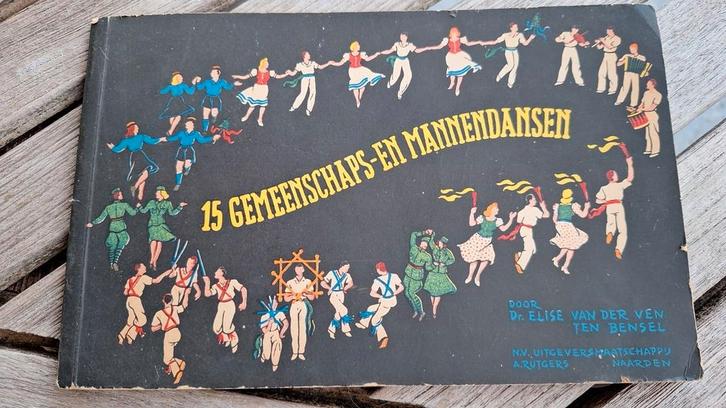 15 GEMEENSCHAPS-EN MANNENDANSEN
DOOR
Dr. ELISE VAN DER VEN
TEN BENSEL
N.V. UITGEVERSMAATSCHAPPIJ
A. RUTGERS NAARDEN